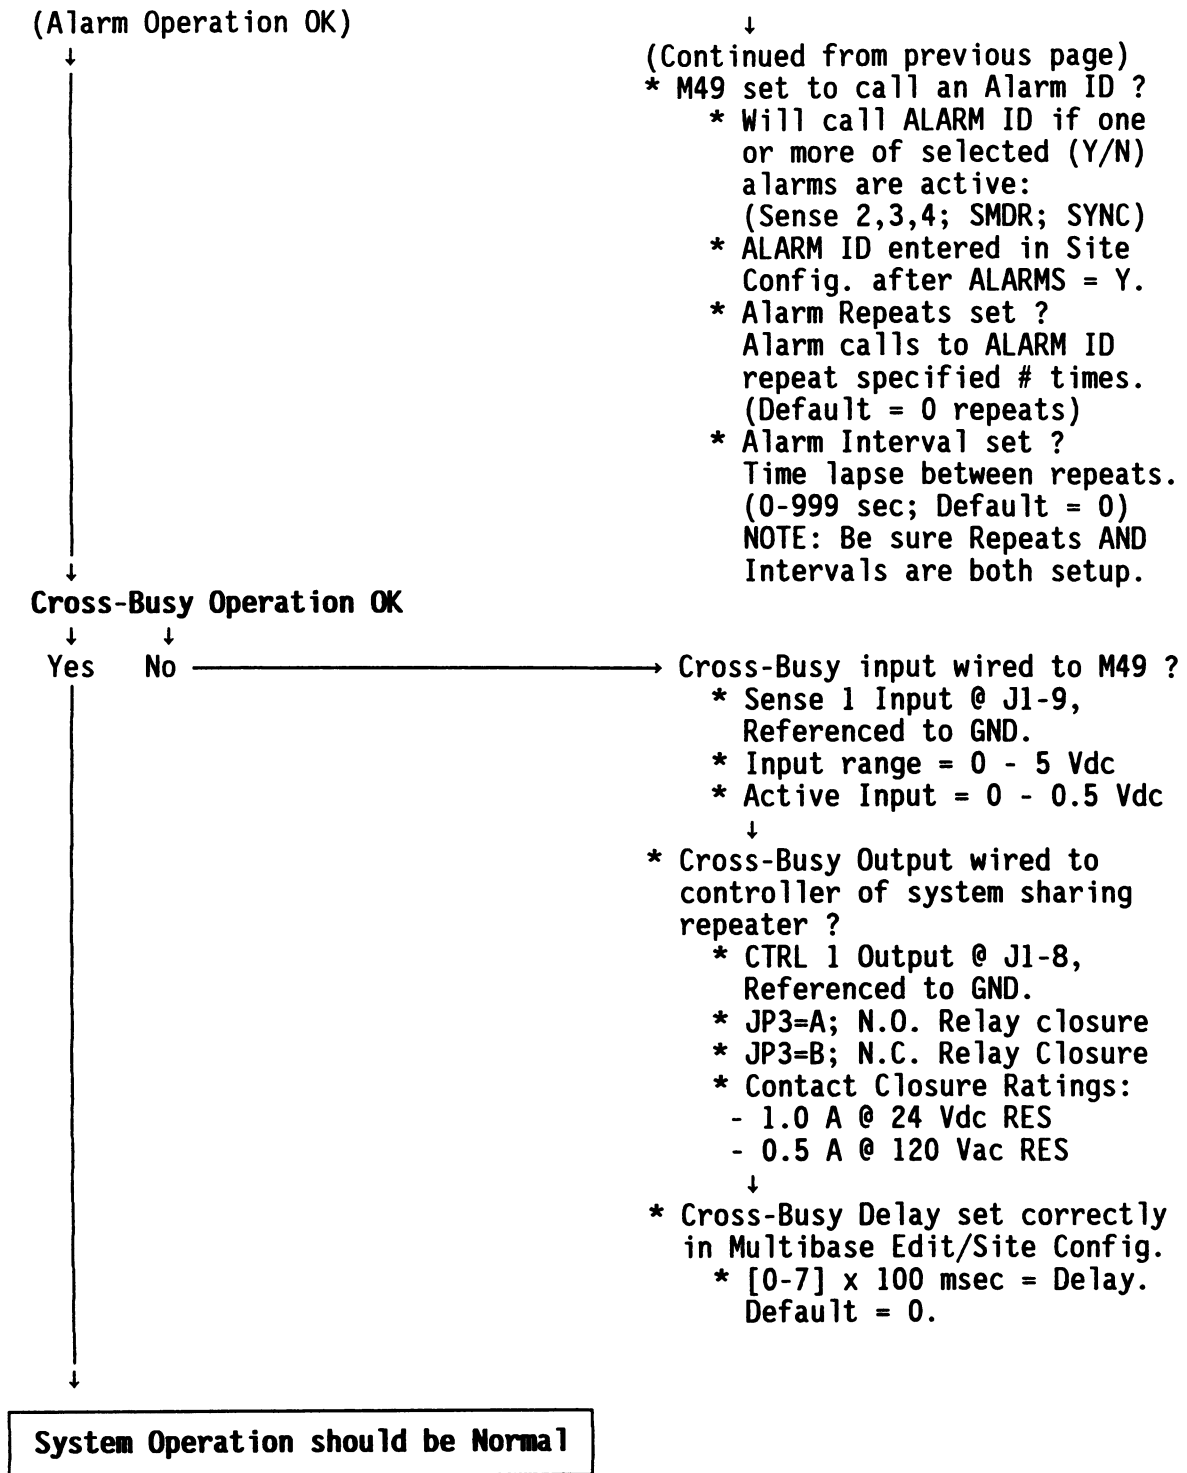 (Alarm Operation OK)
↓
↓
(Continued from previous page)
* M49 set to call an Alarm ID ?
* Will call ALARM ID if one
or more of selected (Y/N)
alarms are active:
(Sense 2,3,4; SMDR; SYNC)
* ALARM ID entered in Site
Config. after ALARMS = Y.
* Alarm Repeats set ?
Alarm calls to ALARM ID
repeat specified # times.
(Default = 0 repeats)
* Alarm Interval set ?
Time lapse between repeats.
(0-999 sec; Default = 0)
NOTE: Be sure Repeats AND
Intervals are both setup.
↓
Cross-Busy Operation OK
↓ ↓
Yes No → Cross-Busy input wired to M49 ?
* Sense 1 Input @ J1-9,
Referenced to GND.
* Input range = 0 - 5 Vdc
* Active Input = 0 - 0.5 Vdc
↓
* Cross-Busy Output wired to
controller of system sharing
repeater ?
* CTRL 1 Output @ J1-8,
Referenced to GND.
* JP3=A; N.O. Relay closure
* JP3=B; N.C. Relay Closure
* Contact Closure Ratings:
- 1.0 A @ 24 Vdc RES
- 0.5 A @ 120 Vac RES
↓
* Cross-Busy Delay set correctly
in Multibase Edit/Site Config.
* [0-7] x 100 msec = Delay.
Default = 0.
↓
System Operation should be Normal